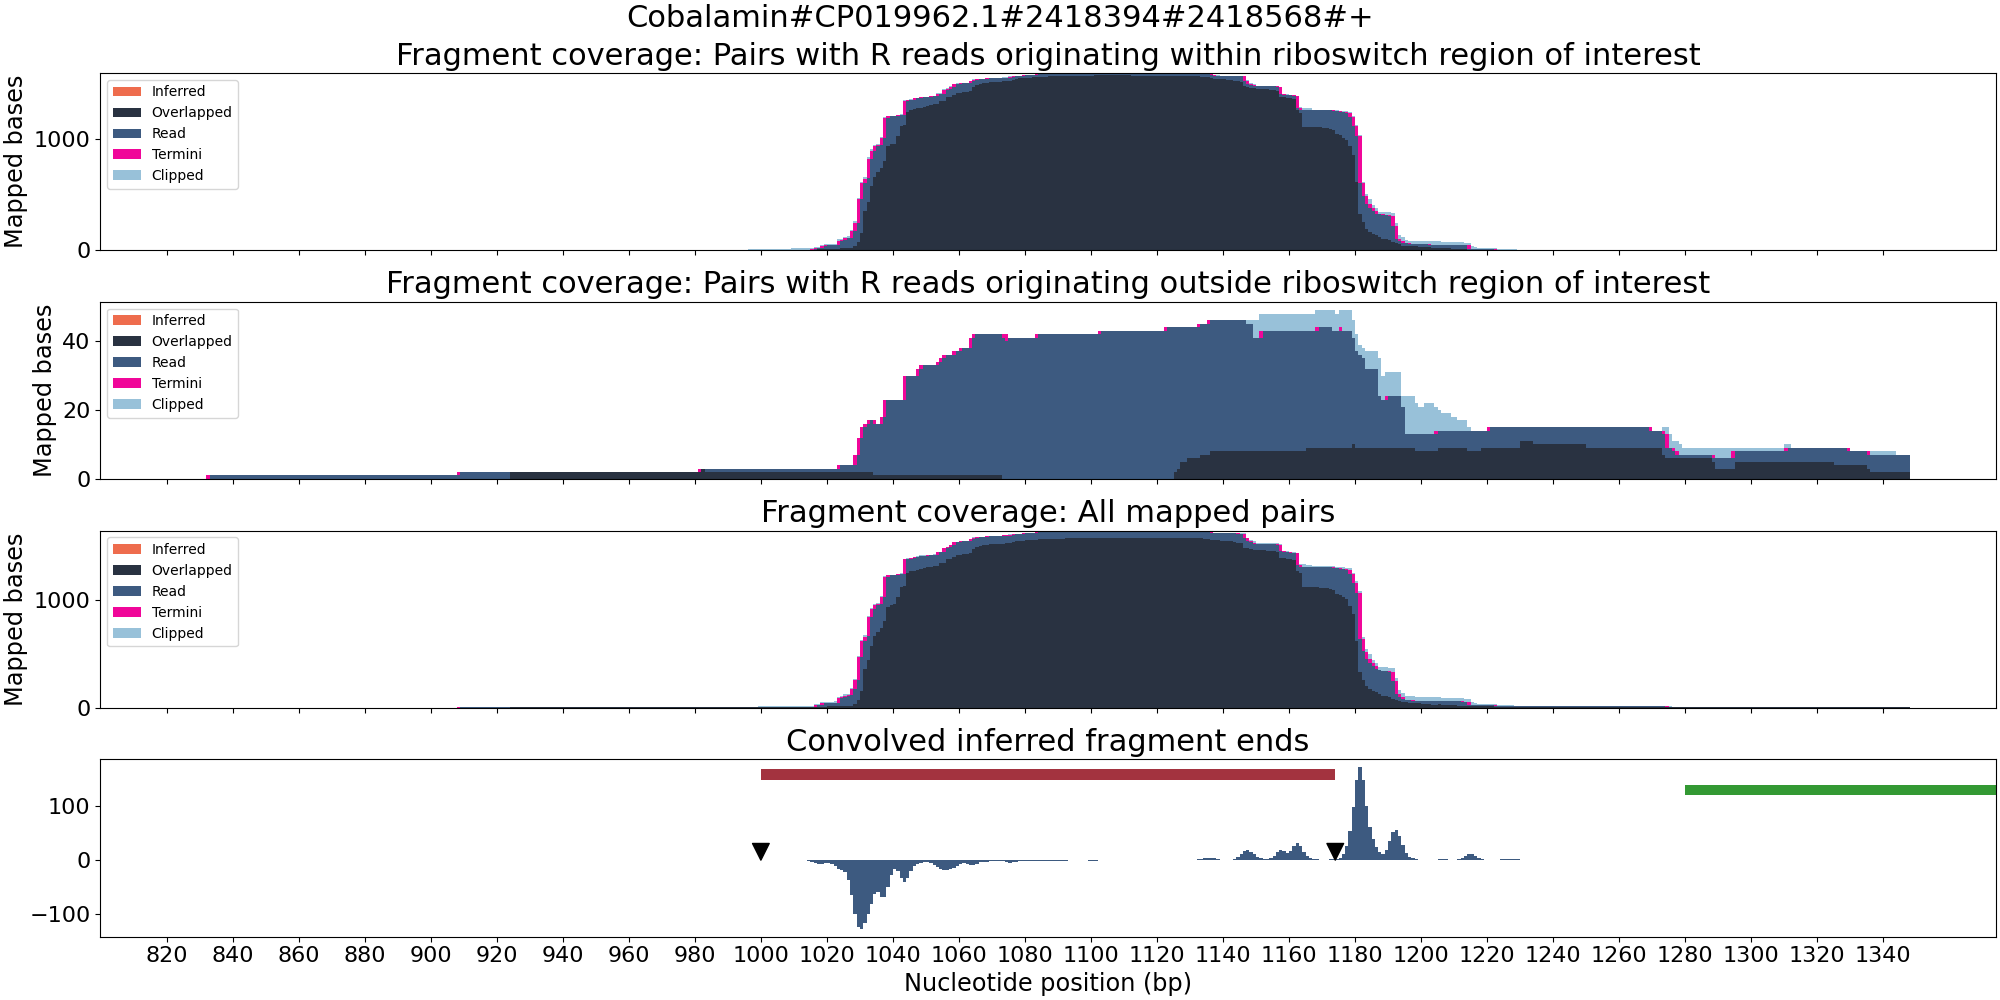 Cobalamin#CP019962.1#2418394#2418568#+
Fragment coverage: Pairs with R reads originating within riboswitch region of interest
Mapped bases
1000
0
Inferred
Overlapped
Read
Termini
Clipped
Fragment coverage: Pairs with R reads originating outside riboswitch region of interest
Mapped bases
40
20
0
Inferred
Overlapped
Read
Termini
Clipped
Fragment coverage: All mapped pairs
Mapped bases
1000
0
Inferred
Overlapped
Read
Termini
Clipped
Convolved inferred fragment ends
100
0
−100
820 840 860 880 900 920 940 960 980 1000 1020 1040 1060 1080 1100 1120 1140 1160 1180 1200 1220 1240 1260 1280 1300 1320 1340
Nucleotide position (bp)